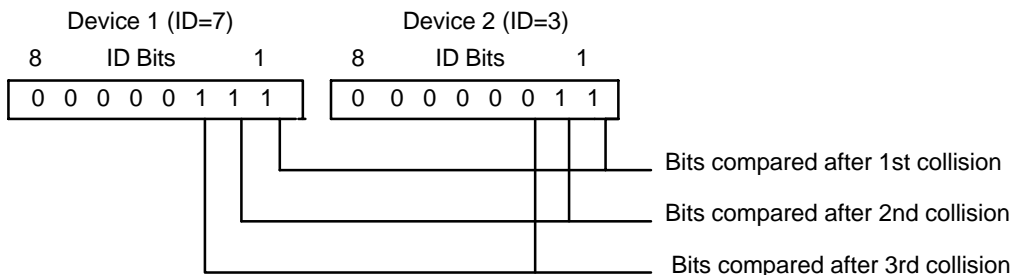 Device 1 (ID=7) Device 2 (ID=3)
8 ID Bits 1 8 ID Bits 1
0 0 0 0 0 1 1 1 0 0 0 0 0 0 1 1
Bits compared after 1st collision
Bits compared after 2nd collision
Bits compared after 3rd collision